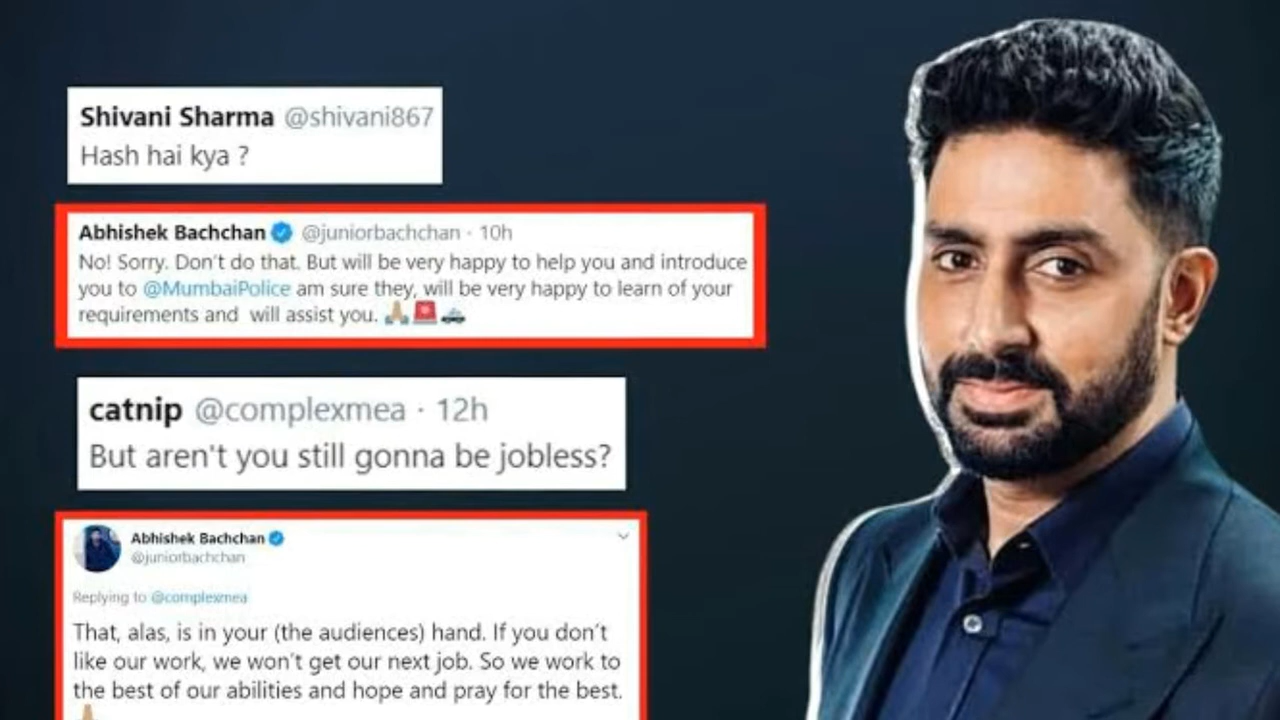 Shivani Sharma @shivani867
Hash hai kya ?
Abhishek Bachchan @juniorbachchan · 10h
No! Sorry. Don't do that. But will be very happy to help you and introduce
you to @MumbaiPolice am sure they, will be very happy to learn of your
requirements and will assist you. 🙏🏽🚨🚓
catnip @complexmea · 12h
But aren't you still gonna be jobless?
Abhishek Bachchan
@juniorbachchan
Replying to @complexmea
That, alas, is in your (the audiences) hand. If you don't
like our work, we won't get our next job. So we work to
the best of our abilities and hope and pray for the best.